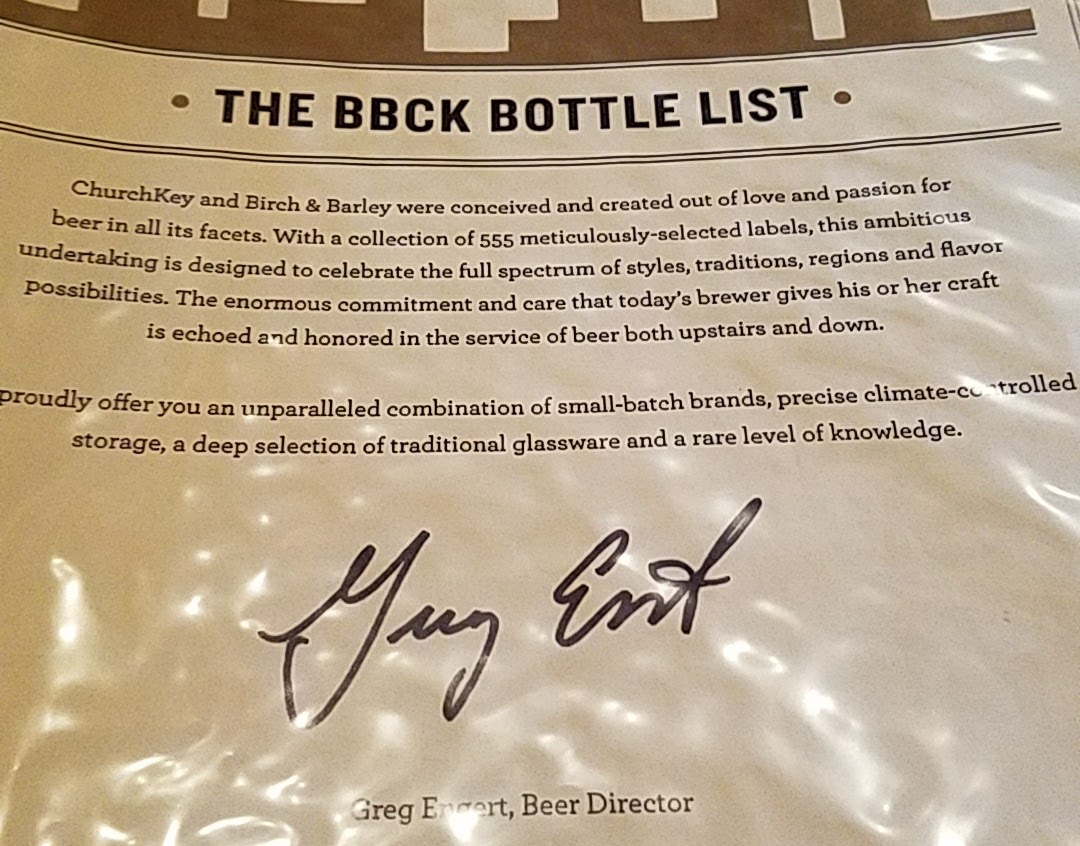 • THE BBCK BOTTLE LIST •
ChurchKey and Birch & Barley were conceived and created out of love and passion for
beer in all its facets. With a collection of 555 meticulously-selected labels, this ambitious
undertaking is designed to celebrate the full spectrum of styles, traditions, regions and flavor
possibilities. The enormous commitment and care that today's brewer gives his or her craft
is echoed and honored in the service of beer both upstairs and down.
proudly offer you an unparalleled combination of small-batch brands, precise climate-controlled
storage, a deep selection of traditional glassware and a rare level of knowledge.
Greg Engert, Beer Director